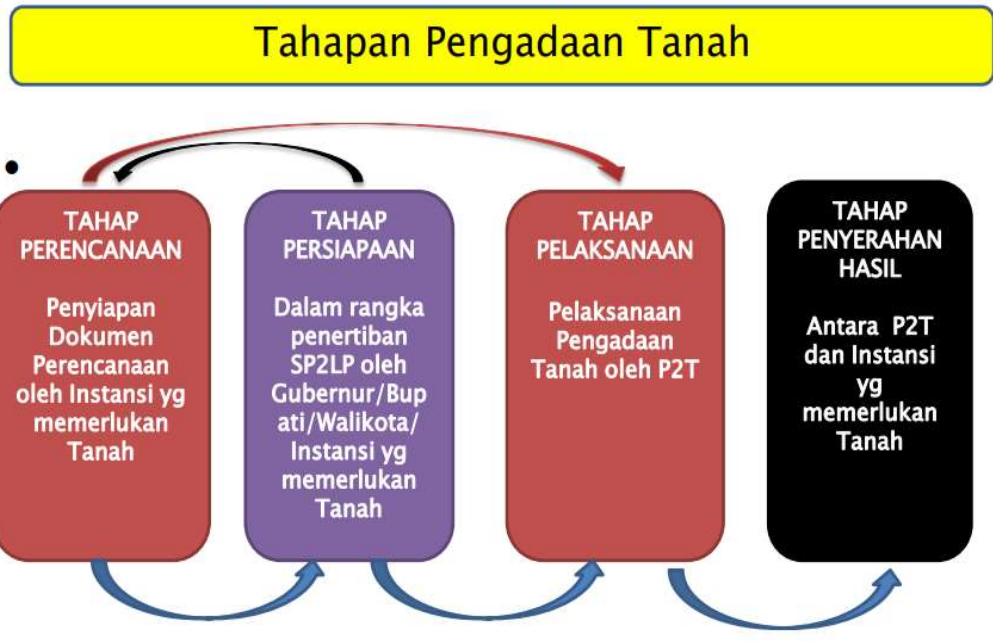 Tahapan Pengadaan Tanah
•
TAHAP
PERENCANAAN
Penyiapan
Dokumen
Perencanaan
oleh Instansi yg
memerlukan
Tanah
TAHAP
PERSIAPAAN
Dalam rangka
penertiban
SP2LP oleh
Gubernur/Bup
ati/Walikota/
Instansi yg
memerlukan
Tanah
TAHAP
PELAKSANAAN
Pelaksanaan
Pengadaan
Tanah oleh P2T
TAHAP
PENYERAHAN
HASIL
Antara P2T
dan Instansi
yg
memerlukan
Tanah